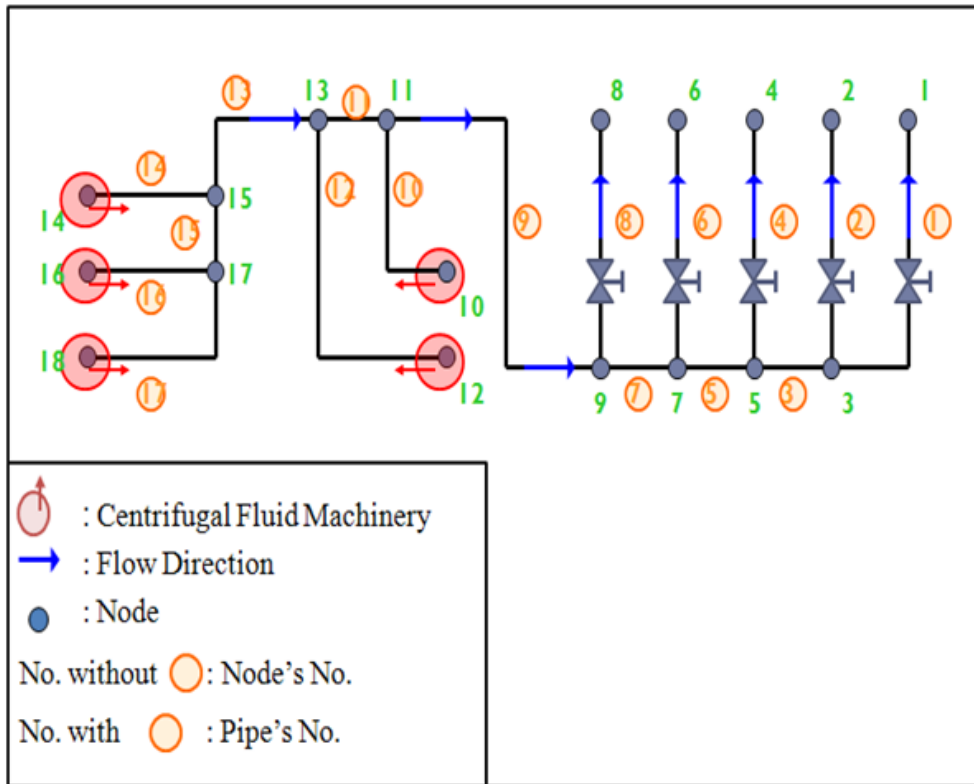 13 13 11 11 8 6 4 2 1
14 15 12 10
14 15 9 8 6 4 2 1
16 16 17 10
18 17 12 9 7 7 5 5 3 3
: Centrifugal Fluid Machinery
: Flow Direction
: Node
No. without : Node's No.
No. with : Pipe's No.